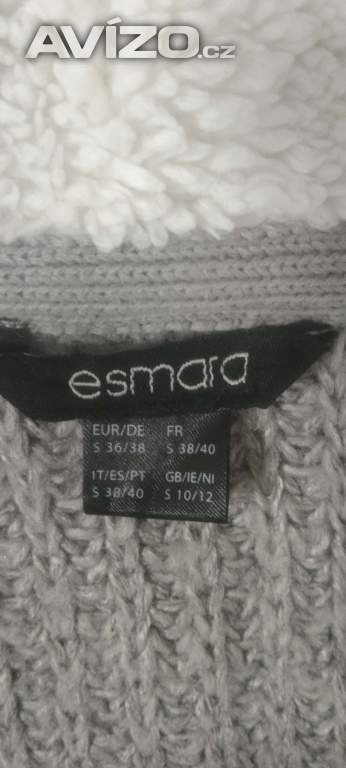 AVÍZO.cz
esmara
EUR/DE FR
S 36/38 S 38/40
IT/ES/PT GB/IE/NI
S 38/40 S 10/12